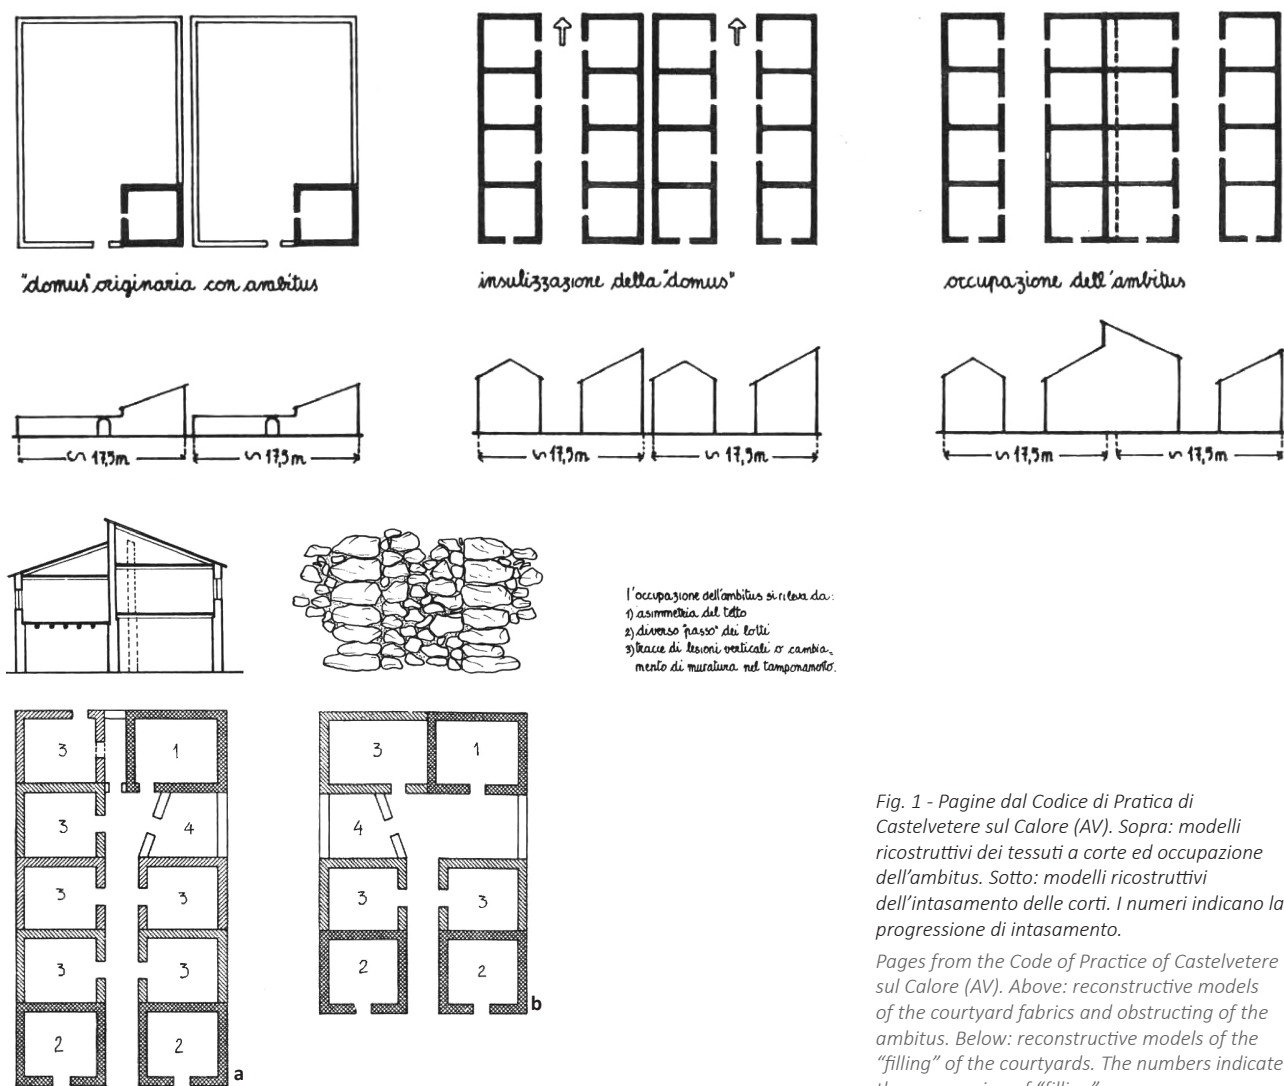 "domus" originaria con ambitus
insulizzazione della "domus"
occupazione dell'ambitus
∽ 17,5m
∽ 17,5m
∽ 17,5m
∽ 17,5m
∽ 17,5m
∽ 17,5m
l'occupazione dell'ambitus si rileva da:
1) asimmetria del tetto
2) diverso "passo" dei lotti
3) tracce di lesioni verticali o cambia-
mento di muratura nel tamponamento.
3
1
3
4
3
3
3
3
2
2
a
3
1
4
3
3
2
2
b
Fig. 1 - Pagine dal Codice di Pratica di
Castelvetere sul Calore (AV). Sopra: modelli
ricostruttivi dei tessuti a corte ed occupazione
dell'ambitus. Sotto: modelli ricostruttivi
dell'intasamento delle corti. I numeri indicano la
progressione di intasamento.
Pages from the Code of Practice of Castelvetere
sul Calore (AV). Above: reconstructive models
of the courtyard fabrics and obstructing of the
ambitus. Below: reconstructive models of the
"filling" of the courtyards. The numbers indicate